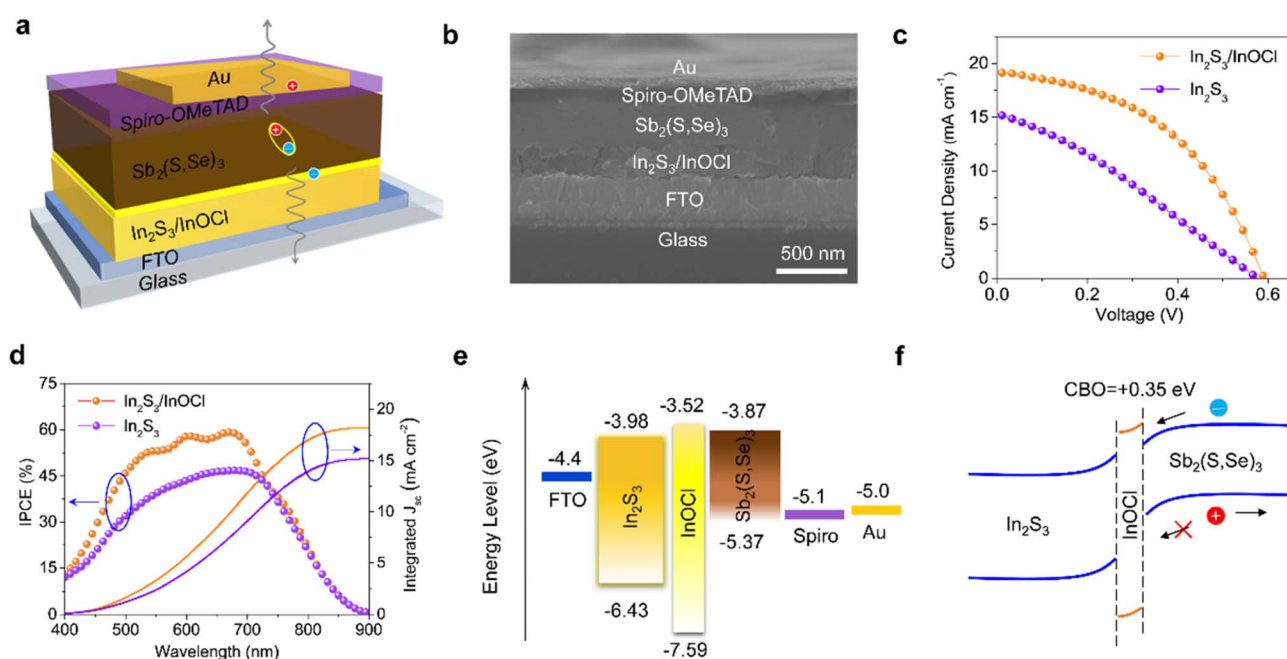 a
Au
Spiro-OMeTAD
Sb₂(S,Se)₃
In₂S₃/InOCl
FTO
Glass
b
Au
Spiro-OMeTAD
Sb₂(S,Se)₃
In₂S₃/InOCl
FTO
Glass
500 nm
c
In₂S₃/InOCl
In₂S₃
Current Density (mA cm⁻²)
20
15
10
5
0
0.0 0.2 0.4 0.6
Voltage (V)
d
In₂S₃/InOCl
In₂S₃
IPCE (%)
75
60
45
30
15
0
Integrated Jsc (mA cm⁻²)
20
15
10
5
0
400 500 600 700 800 900
Wavelength (nm)
e
Energy Level (eV)
−4.4
FTO
−3.98
In₂S₃
−6.43
−3.52
InOCl
−7.59
−3.87
Sb₂(S,Se)₃
−5.37
−5.1
Spiro
−5.0
Au
f
CBO=+0.35 eV
In₂S₃
InOCl
Sb₂(S,Se)₃